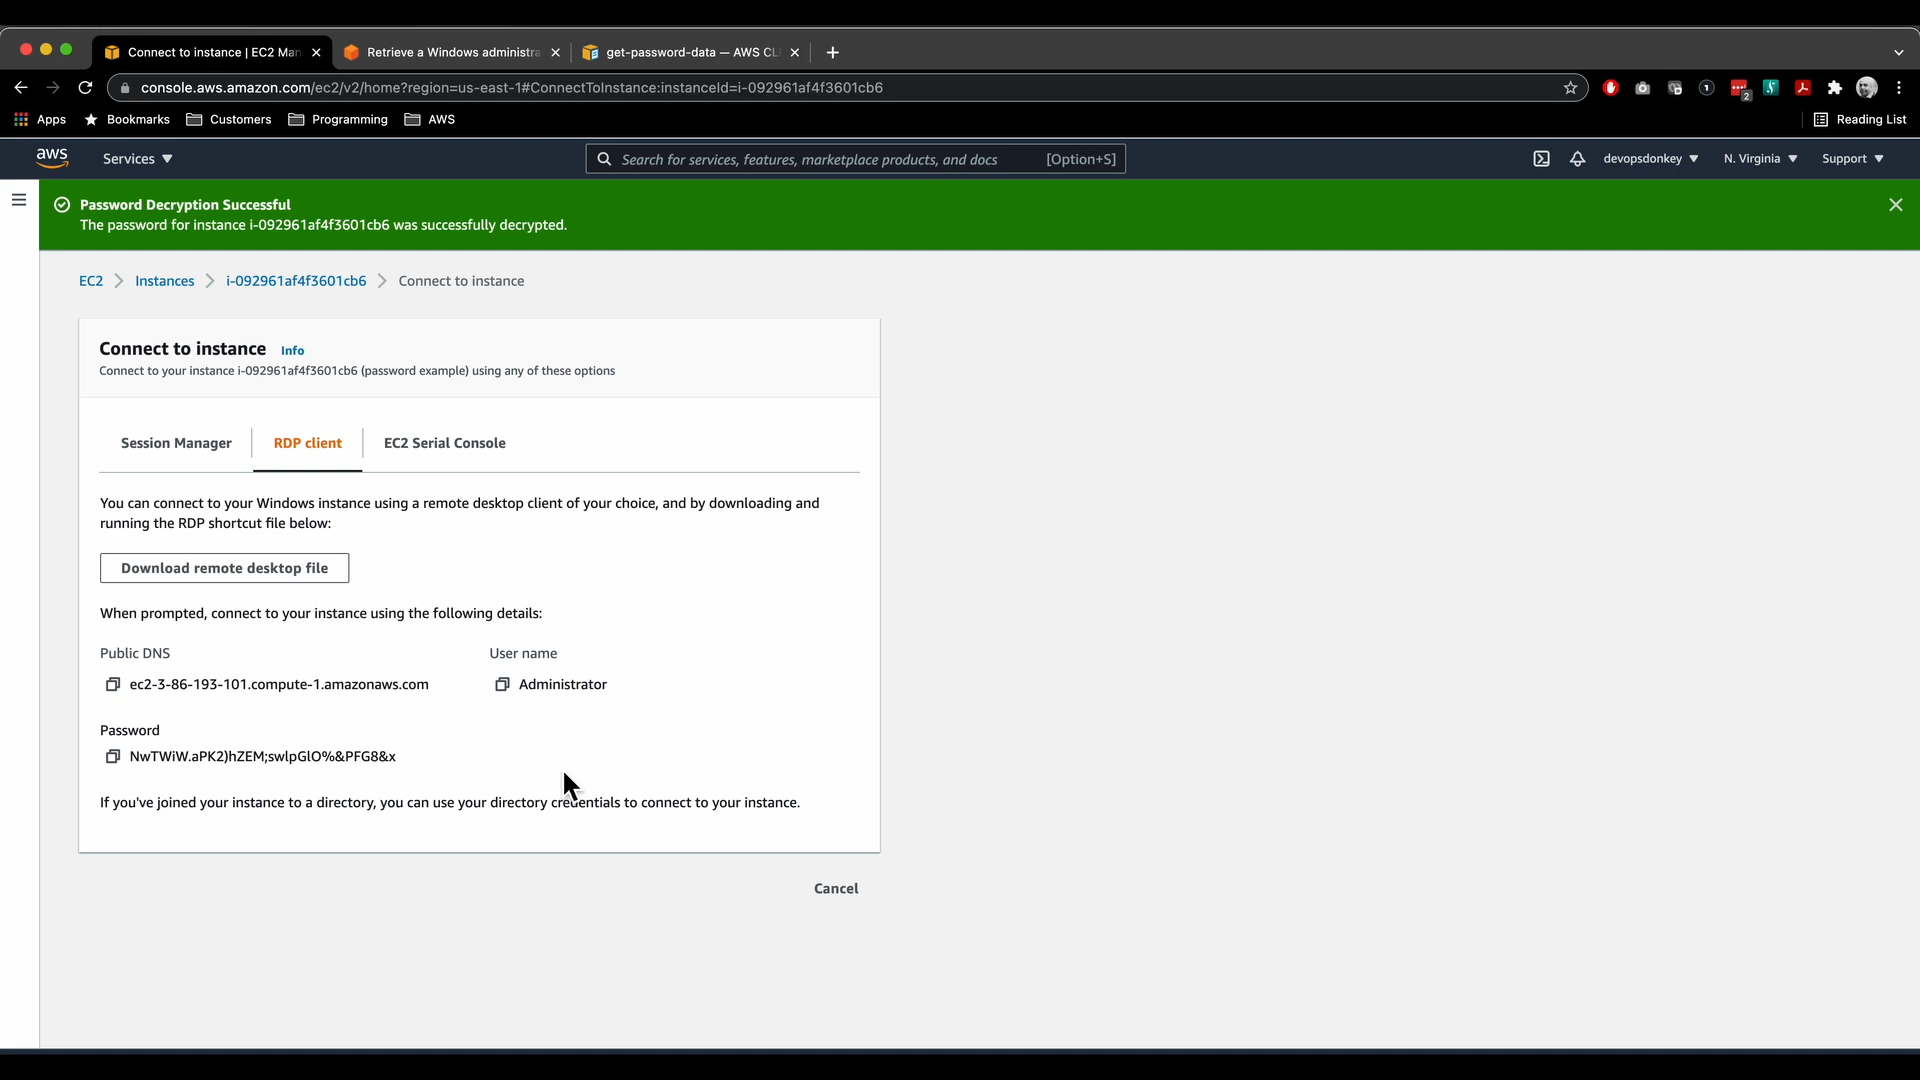 Connect to instance | EC2 Man
Retrieve a Windows administra
get-password-data — AWS CL
console.aws.amazon.com/ec2/v2/home?region=us-east-1#ConnectToInstance:instanceId=i-092961af4f3601cb6
1
2
Apps
Bookmarks
Customers
Programming
AWS
Reading List
aws
Services
Search for services, features, marketplace products, and docs
[Option+S]
devopsdonkey
N. Virginia
Support
Password Decryption Successful
The password for instance i-092961af4f3601cb6 was successfully decrypted.
EC2
Instances
i-092961af4f3601cb6
Connect to instance
Connect to instance Info
Connect to your instance i-092961af4f3601cb6 (password example) using any of these options
Session Manager
RDP client
EC2 Serial Console
You can connect to your Windows instance using a remote desktop client of your choice, and by downloading and
running the RDP shortcut file below:
Download remote desktop file
When prompted, connect to your instance using the following details:
Public DNS
User name
ec2-3-86-193-101.compute-1.amazonaws.com
Administrator
Password
NwTWiW.aPK2)hZEM;swlpGlO%&PFG8&x
If you've joined your instance to a directory, you can use your directory credentials to connect to your instance.
Cancel